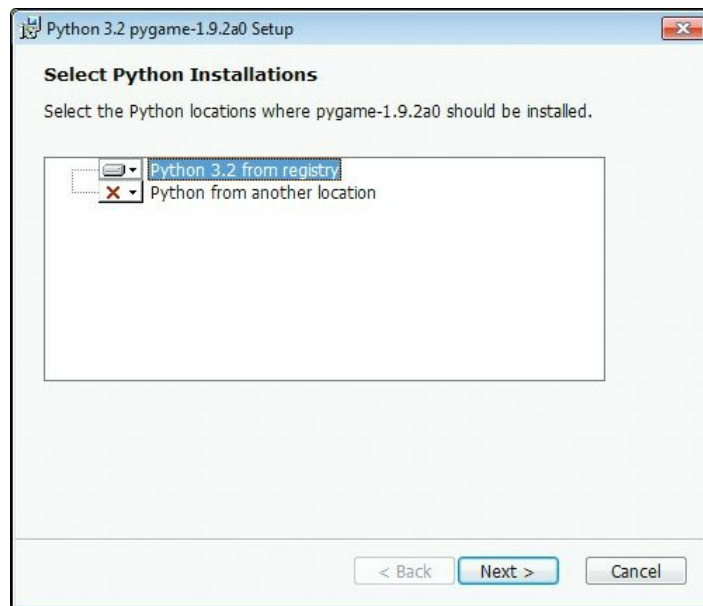 Python 3.2 pygame-1.9.2a0 Setup
Select Python Installations
Select the Python locations where pygame-1.9.2a0 should be installed.
Python 3.2 from registry
Python from another location
< Back
Next >
Cancel